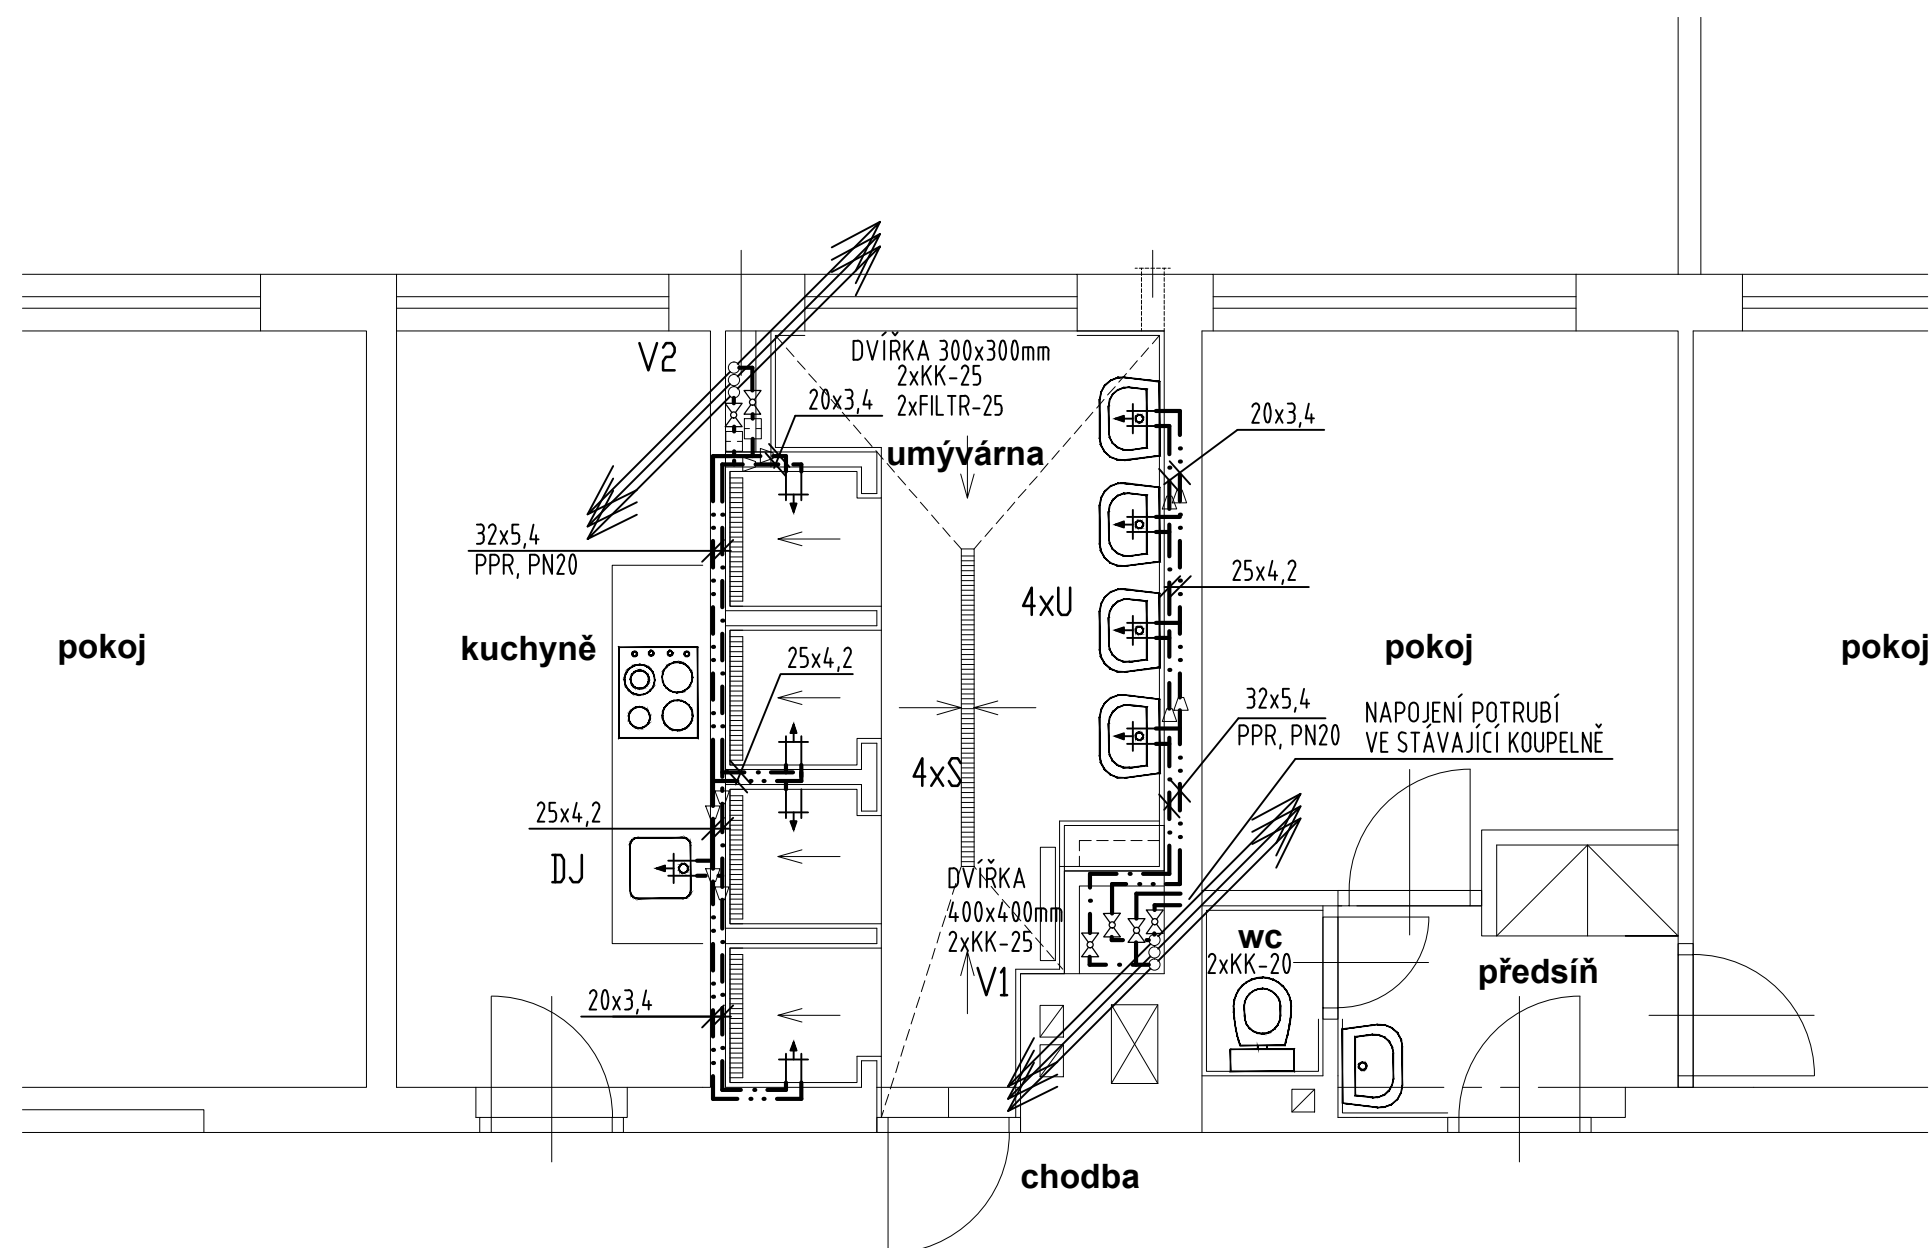 V2
DVÍŘKA 300x300mm
2xKK-25
2xFILTR-25
20x3,4
20x3,4
umývárna
32x5,4
PPR, PN20
25x4,2
4xU
pokoj
kuchyně
25x4,2
pokoj
pokoj
32x5,4
PPR, PN20
NAPOJENÍ POTRUBÍ
VE STÁVAJÍCÍ KOUPELNĚ
4xS
25x4,2
DJ
DVÍŘKA
400x400mm
2xKK-25
V1
wc
2xKK-20
předsíň
20x3,4
chodba